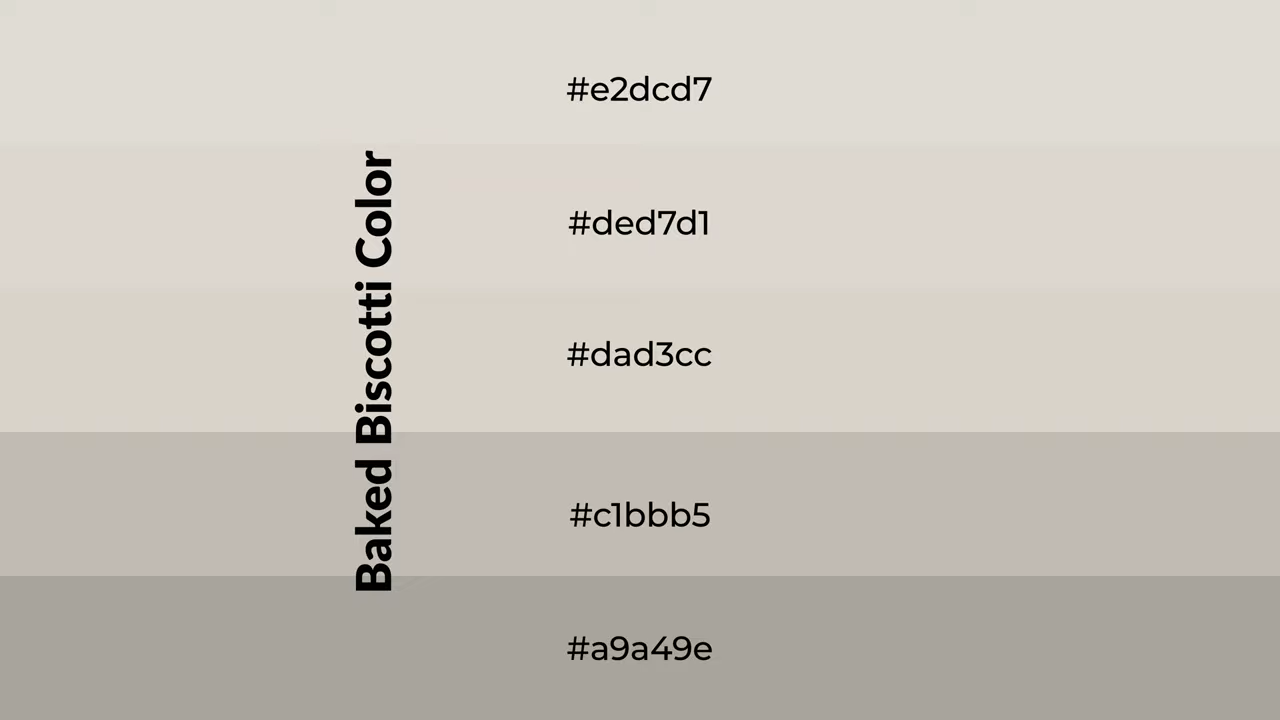 Baked Biscotti Color
#e2dcd7
#ded7d1
#dad3cc
#c1bbb5
#a9a49e